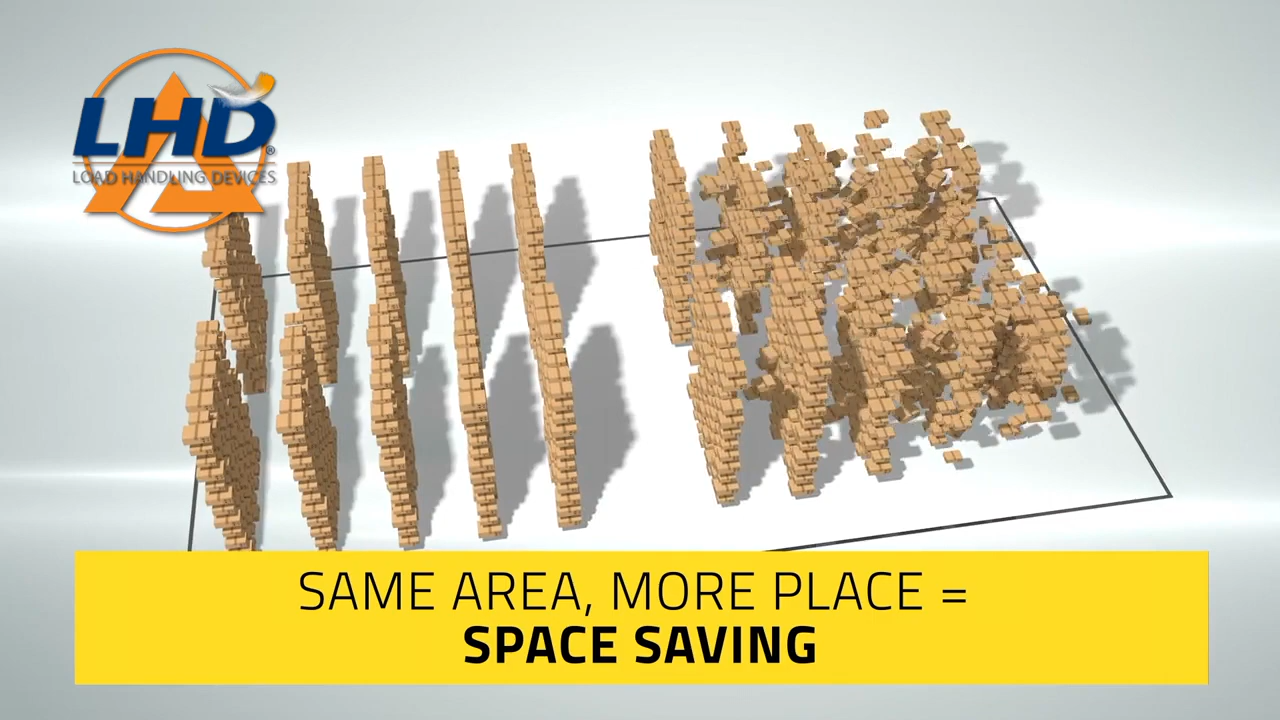 LHD®
LOAD HANDLING DEVICES
SAME AREA, MORE PLACE =
SPACE SAVING